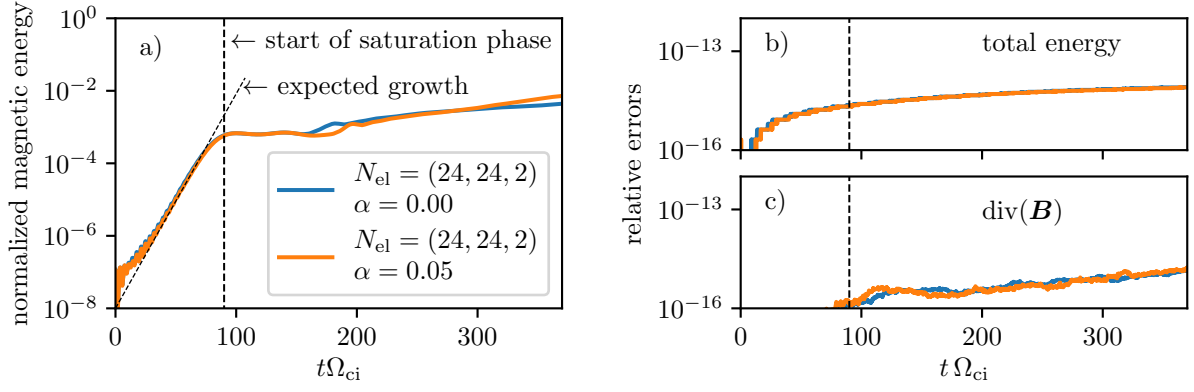 normalized magnetic energy
10⁰
10⁻²
10⁻⁴
10⁻⁶
10⁻⁸
a)
← start of saturation phase
← expected growth
N_el = (24, 24, 2)
α = 0.00
N_el = (24, 24, 2)
α = 0.05
0 100 200 300
tΩ_ci
relative errors
10⁻¹³
10⁻¹⁶
b)
total energy
10⁻¹³
10⁻¹⁶
c)
div(B)
0 100 200 300
t Ω_ci